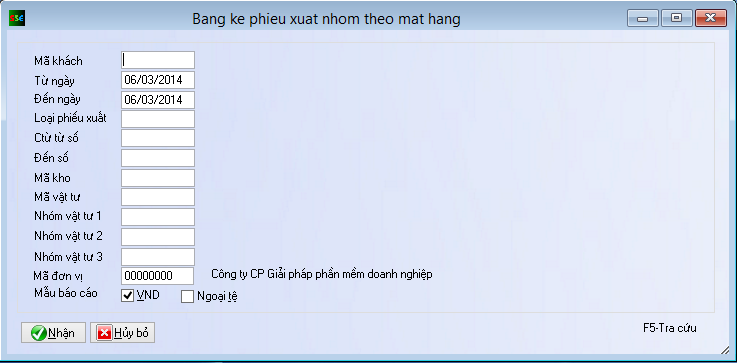 Bang ke phieu xuat nhom theo mat hang
Mã khách
Từ ngày 06/03/2014
Đến ngày 06/03/2014
Loại phiếu xuất
Ctừ từ số
Đến số
Mã kho
Mã vật tư
Nhóm vật tư 1
Nhóm vật tư 2
Nhóm vật tư 3
Mã đơn vị 00000000 Công ty CP Giải pháp phần mềm doanh nghiệp
Mẫu báo cáo VND Ngoại tệ
Nhận Hủy bỏ F5-Tra cứu